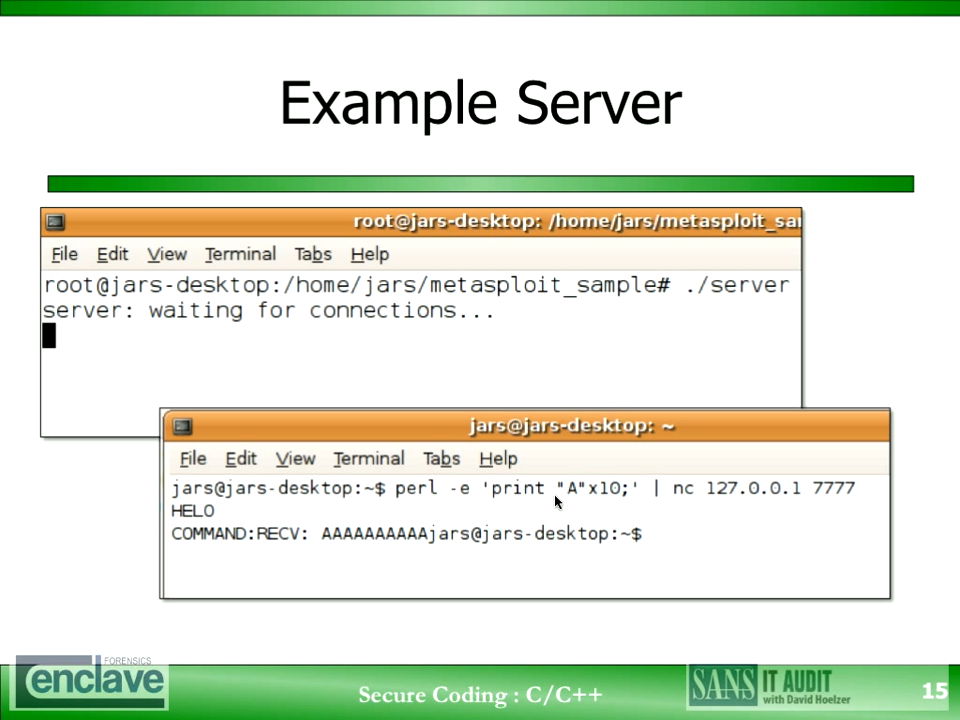 Example Server
root@jars-desktop: /home/jars/metasploit_sa
File Edit View Terminal Tabs Help
root@jars-desktop:/home/jars/metasploit_sample# ./server
server: waiting for connections...
jars@jars-desktop: ~
File Edit View Terminal Tabs Help
jars@jars-desktop:~$ perl -e 'print "A"x10;' | nc 127.0.0.1 7777
HELO
COMMAND:RECV: AAAAAAAAAAjars@jars-desktop:~$
FORENSICS
enclave
Secure Coding : C/C++
SANS IT AUDIT
with David Hoelzer
15